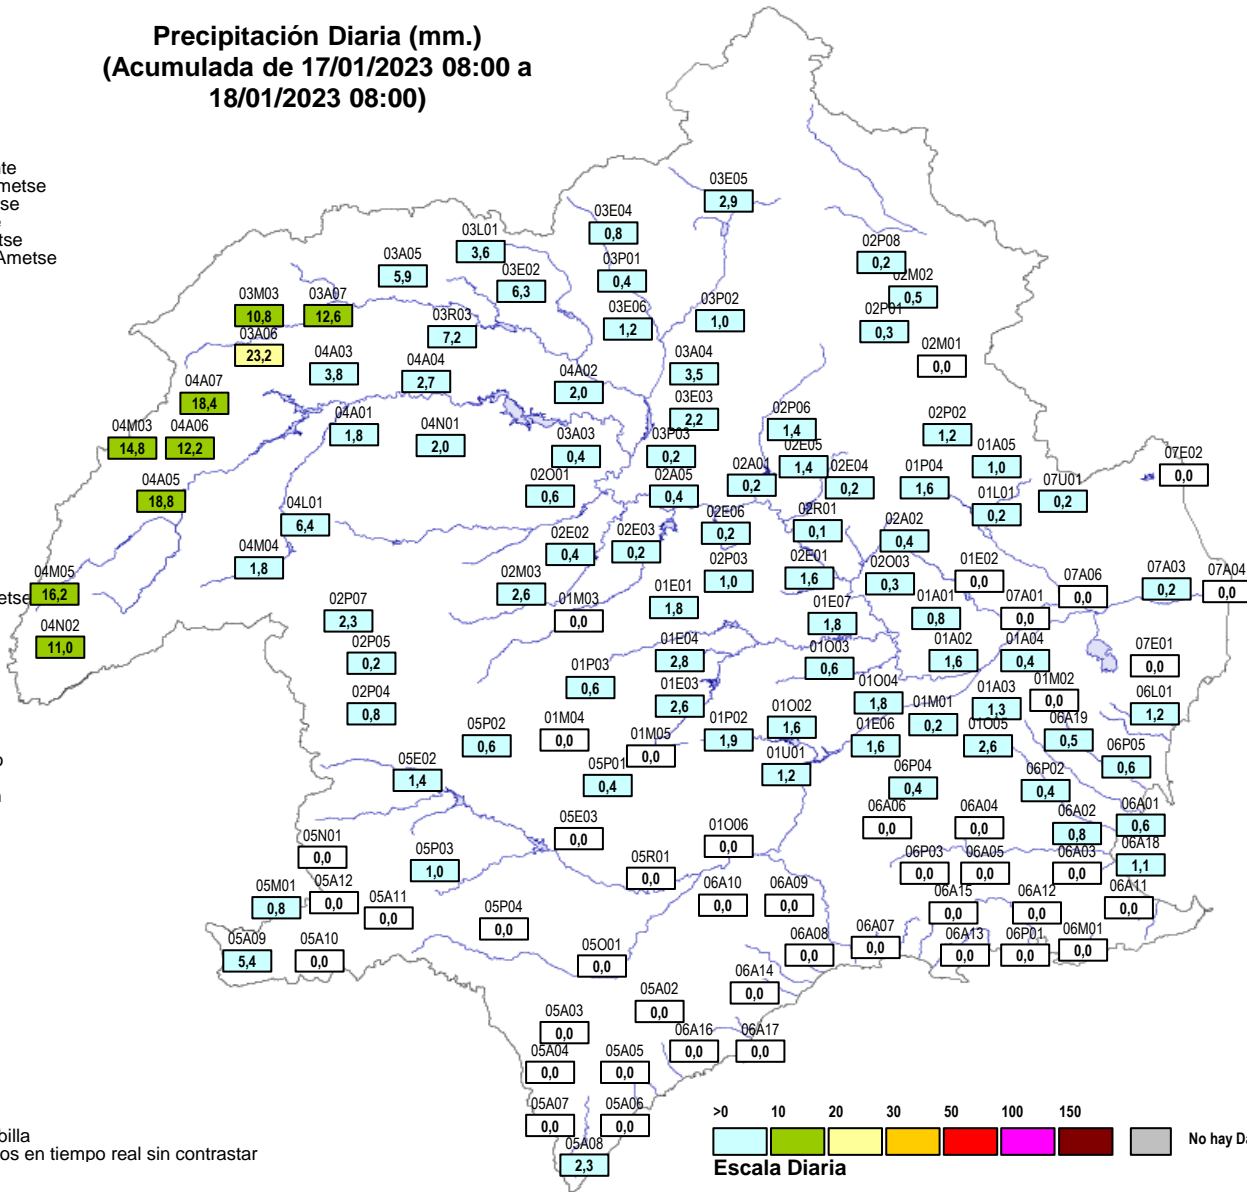 Precipitación Diaria (mm.)
(Acumulada de 17/01/2023 08:00 a
18/01/2023 08:00)
nte
metse
se
e
tse
Ametse
03E05
2,9
03E04
0,8
03L01
3,6
02P08
0,2
03A05
5,9
03P01
0,4
03E02
6,3
02M02
0,5
03M03
10,8
03A07
12,6
03P02
1,0
03E06
1,2
02P01
0,3
03R03
7,2
03A06
23,2
02M01
0,0
04A03
3,8
04A04
2,7
03A04
3,5
04A02
2,0
04A07
18,4
03E03
2,2
04A01
1,8
02P06
1,4
02P02
1,2
04M03
14,8
04A06
12,2
04N01
2,0
03A03
0,4
03P03
0,2
02E05
1,4
01A05
1,0
07E02
0,0
02A01
0,2
02E04
0,2
01P04
1,6
07U01
0,2
04A05
18,8
02O01
0,6
02A05
0,4
01L01
0,2
04L01
6,4
02E06
0,2
02R01
0,1
02A02
0,4
02E02
0,4
02E03
0,2
04M04
1,8
02P03
1,0
02E01
1,6
02O03
0,3
01E02
0,0
04M05
16,2
etse
02M03
2,6
07A06
0,0
07A03
0,2
07A04
0,0
01M03
0,0
01E01
1,8
02P07
2,3
01E07
1,8
01A01
0,8
07A01
0,0
04N02
11,0
02P05
0,2
01E04
2,8
01O03
0,6
01A02
1,6
01A04
0,4
07E01
0,0
01P03
0,6
02P04
0,8
01E03
2,6
01O04
1,8
01M02
0,0
01A03
1,3
06L01
1,2
05P02
0,6
01M04
0,0
01P02
1,9
01O02
1,6
01M01
0,2
01E06
1,6
01O05
2,6
06A19
0,5
01M05
0,0
06P05
0,6
o
05E02
1,4
05P01
0,4
01U01
1,2
06P04
0,4
06P02
0,4
05E03
0,0
06A06
0,0
06A04
0,0
06A02
0,8
06A01
0,6
05N01
0,0
05P03
1,0
01O06
0,0
06P03
0,0
06A05
0,0
06A03
0,0
06A18
1,1
05R01
0,0
05M01
0,8
05A12
0,0
05A11
0,0
06A10
0,0
06A09
0,0
06A15
0,0
06A12
0,0
06A11
0,0
05P04
0,0
05A09
5,4
05A10
0,0
05O01
0,0
06A08
0,0
06A07
0,0
06A13
0,0
06P01
0,0
06M01
0,0
06A14
0,0
05A02
0,0
05A03
0,0
06A16
0,0
06A17
0,0
05A04
0,0
05A05
0,0
05A07
0,0
05A06
0,0
05A08
2,3
billa
os en tiempo real sin contrastar
>0 10 20 30 50 100 150
No hay Da
Escala Diaria